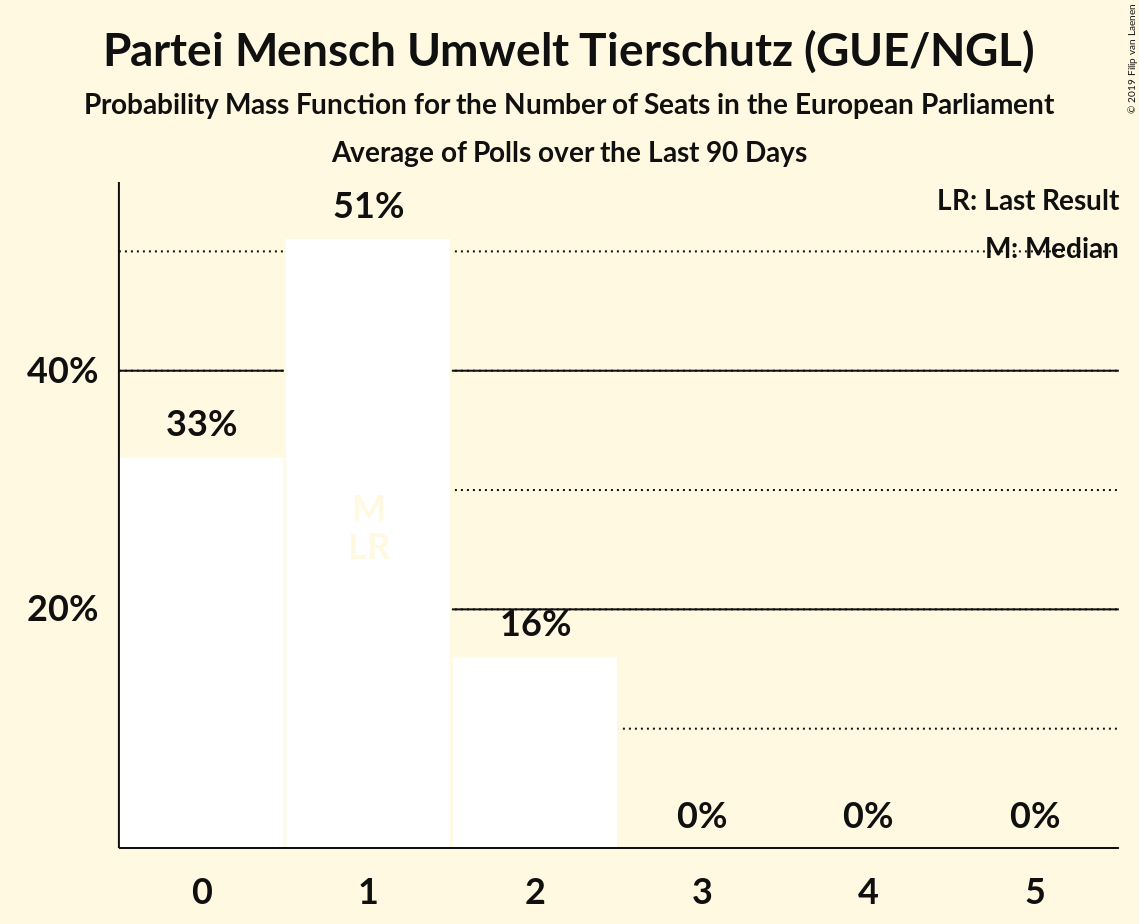 Partei Mensch Umwelt Tierschutz (GUE/NGL)
Probability Mass Function for the Number of Seats in the European Parliament
Average of Polls over the Last 90 Days
© 2019 Filip van Laenen
LR: Last Result
M: Median
51%
40%
33%
M
LR
20%
16%
0% 0% 0%
0 1 2 3 4 5